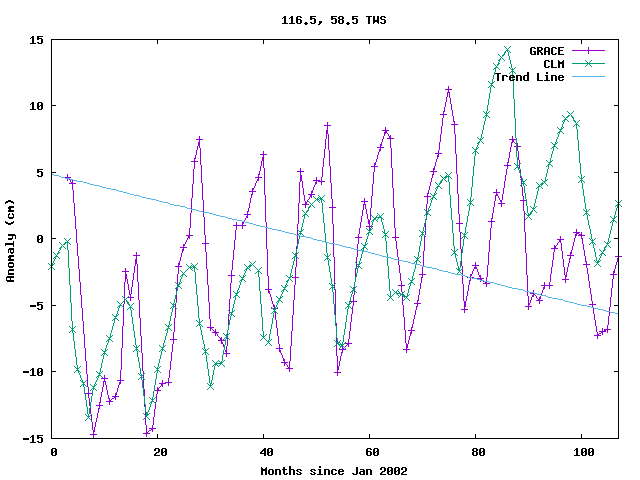 116.5, 58.5 TWS
GRACE
CLM
Trend Line
15
10
5
0
-5
-10
-15
Anomaly (cm)
0 20 40 60 80 100
Months since Jan 2002